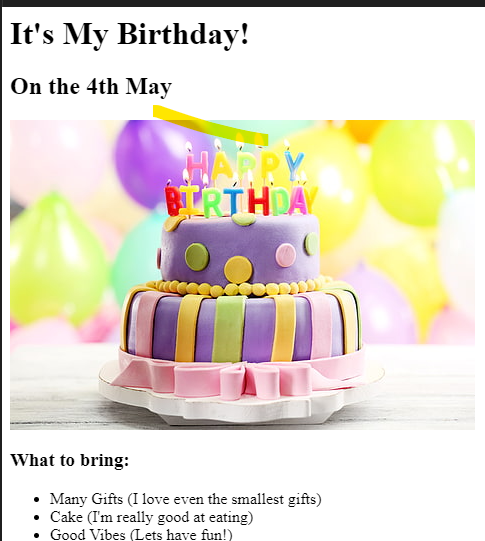 It's My Birthday!
On the 4th May
HAPPY
BIRTHDAY
What to bring:
Many Gifts (I love even the smallest gifts)
Cake (I'm really good at eating)
Good Vibes (Lets have fun!)